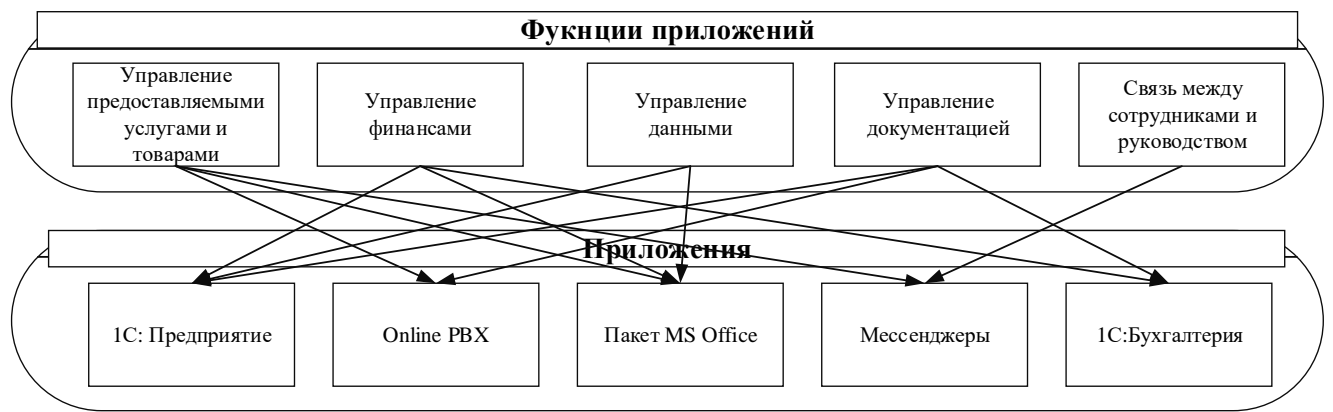 Фукнции приложений
Управление
предоставляемыми
услугами и
товарами
Управление
финансами
Управление
данными
Управление
документацией
Связь между
сотрудниками и
руководством
Приложения
1С: Предприятие
Online PBX
Пакет MS Office
Мессенджеры
1С:Бухгалтерия